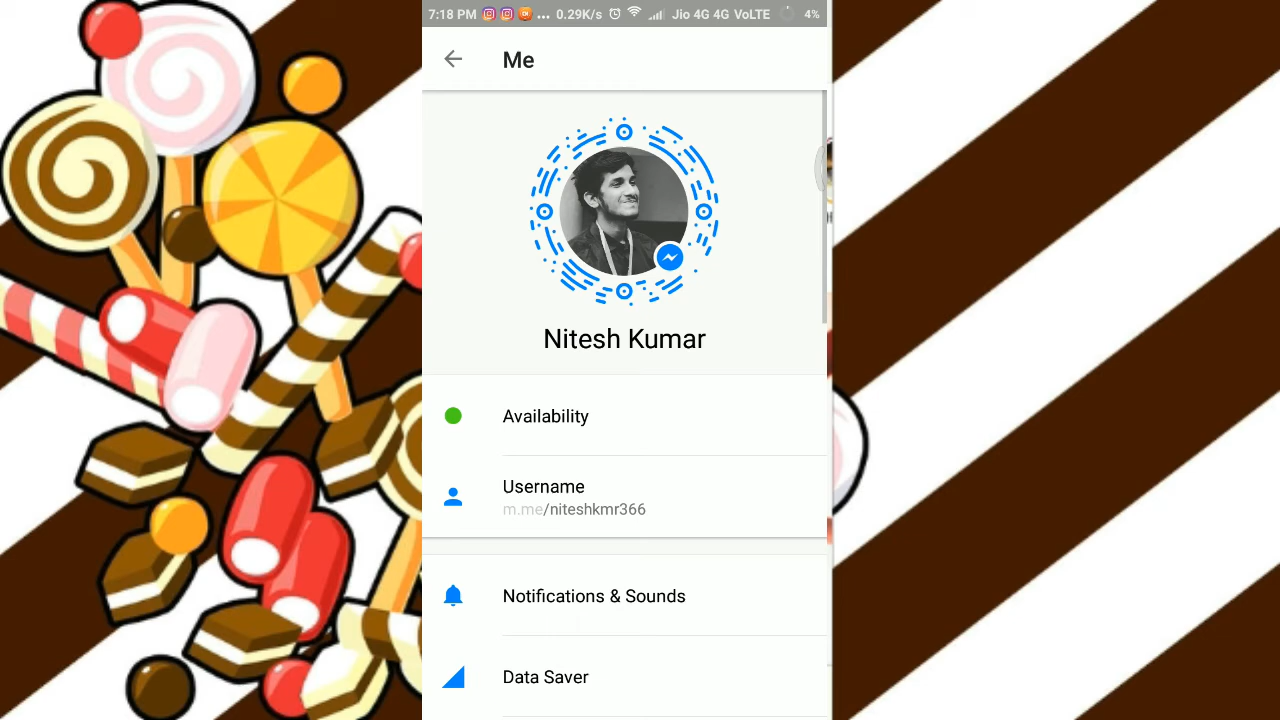 7:18 PM ... 0.29K/s Jio 4G 4G VoLTE 4%
Me
Nitesh Kumar
Availability
Username
m.me/niteshkmr366
Notifications & Sounds
Data Saver